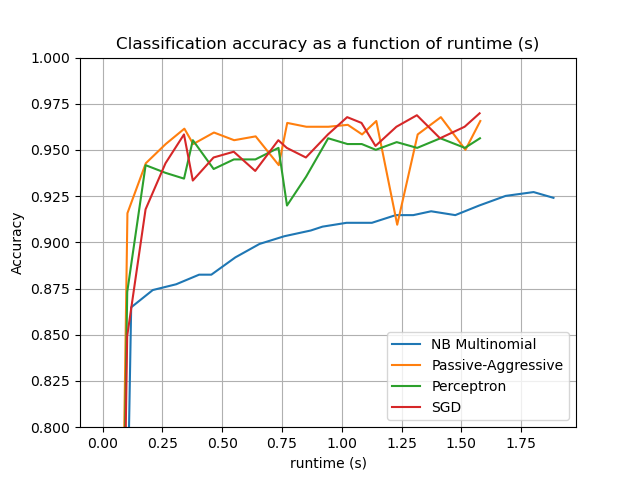 Classification accuracy as a function of runtime (s)
1.000
0.975
0.950
0.925
0.900
0.875
0.850
0.825
0.800
Accuracy
NB Multinomial
Passive-Aggressive
Perceptron
SGD
0.00 0.25 0.50 0.75 1.00 1.25 1.50 1.75
runtime (s)